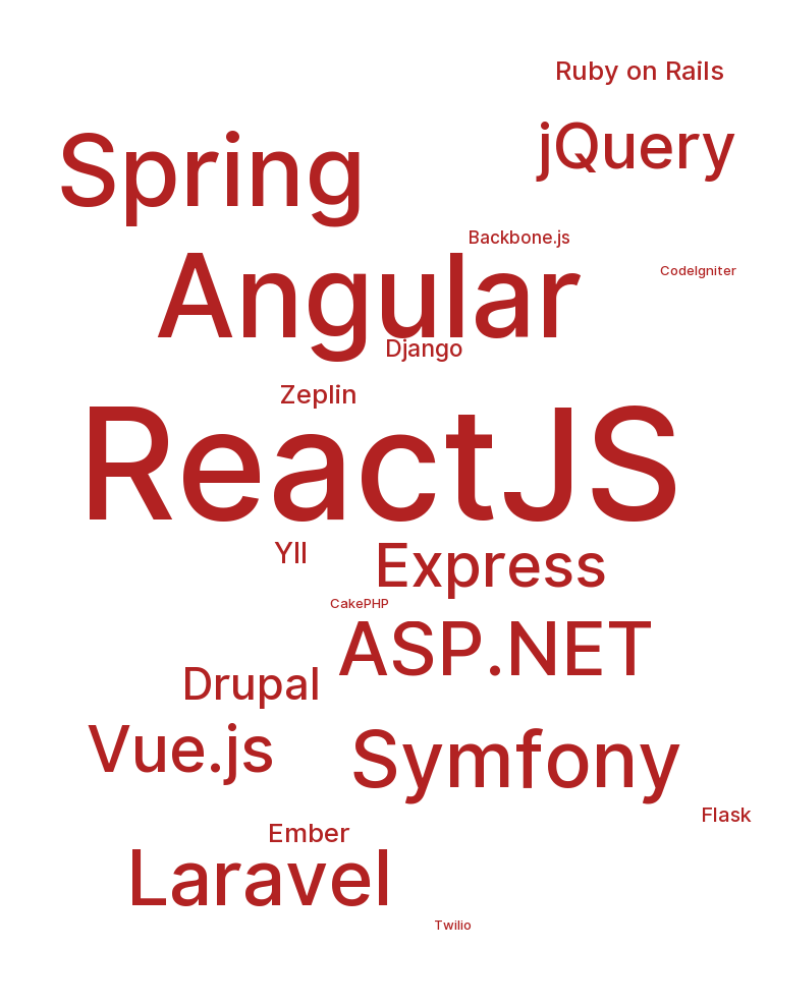 Ruby on Rails
jQuery
Spring
Backbone.js
CodeIgniter
Angular
Django
Zeplin
ReactJS
YII
Express
CakePHP
ASP.NET
Drupal
Vue.js
Symfony
Flask
Ember
Laravel
Twilio